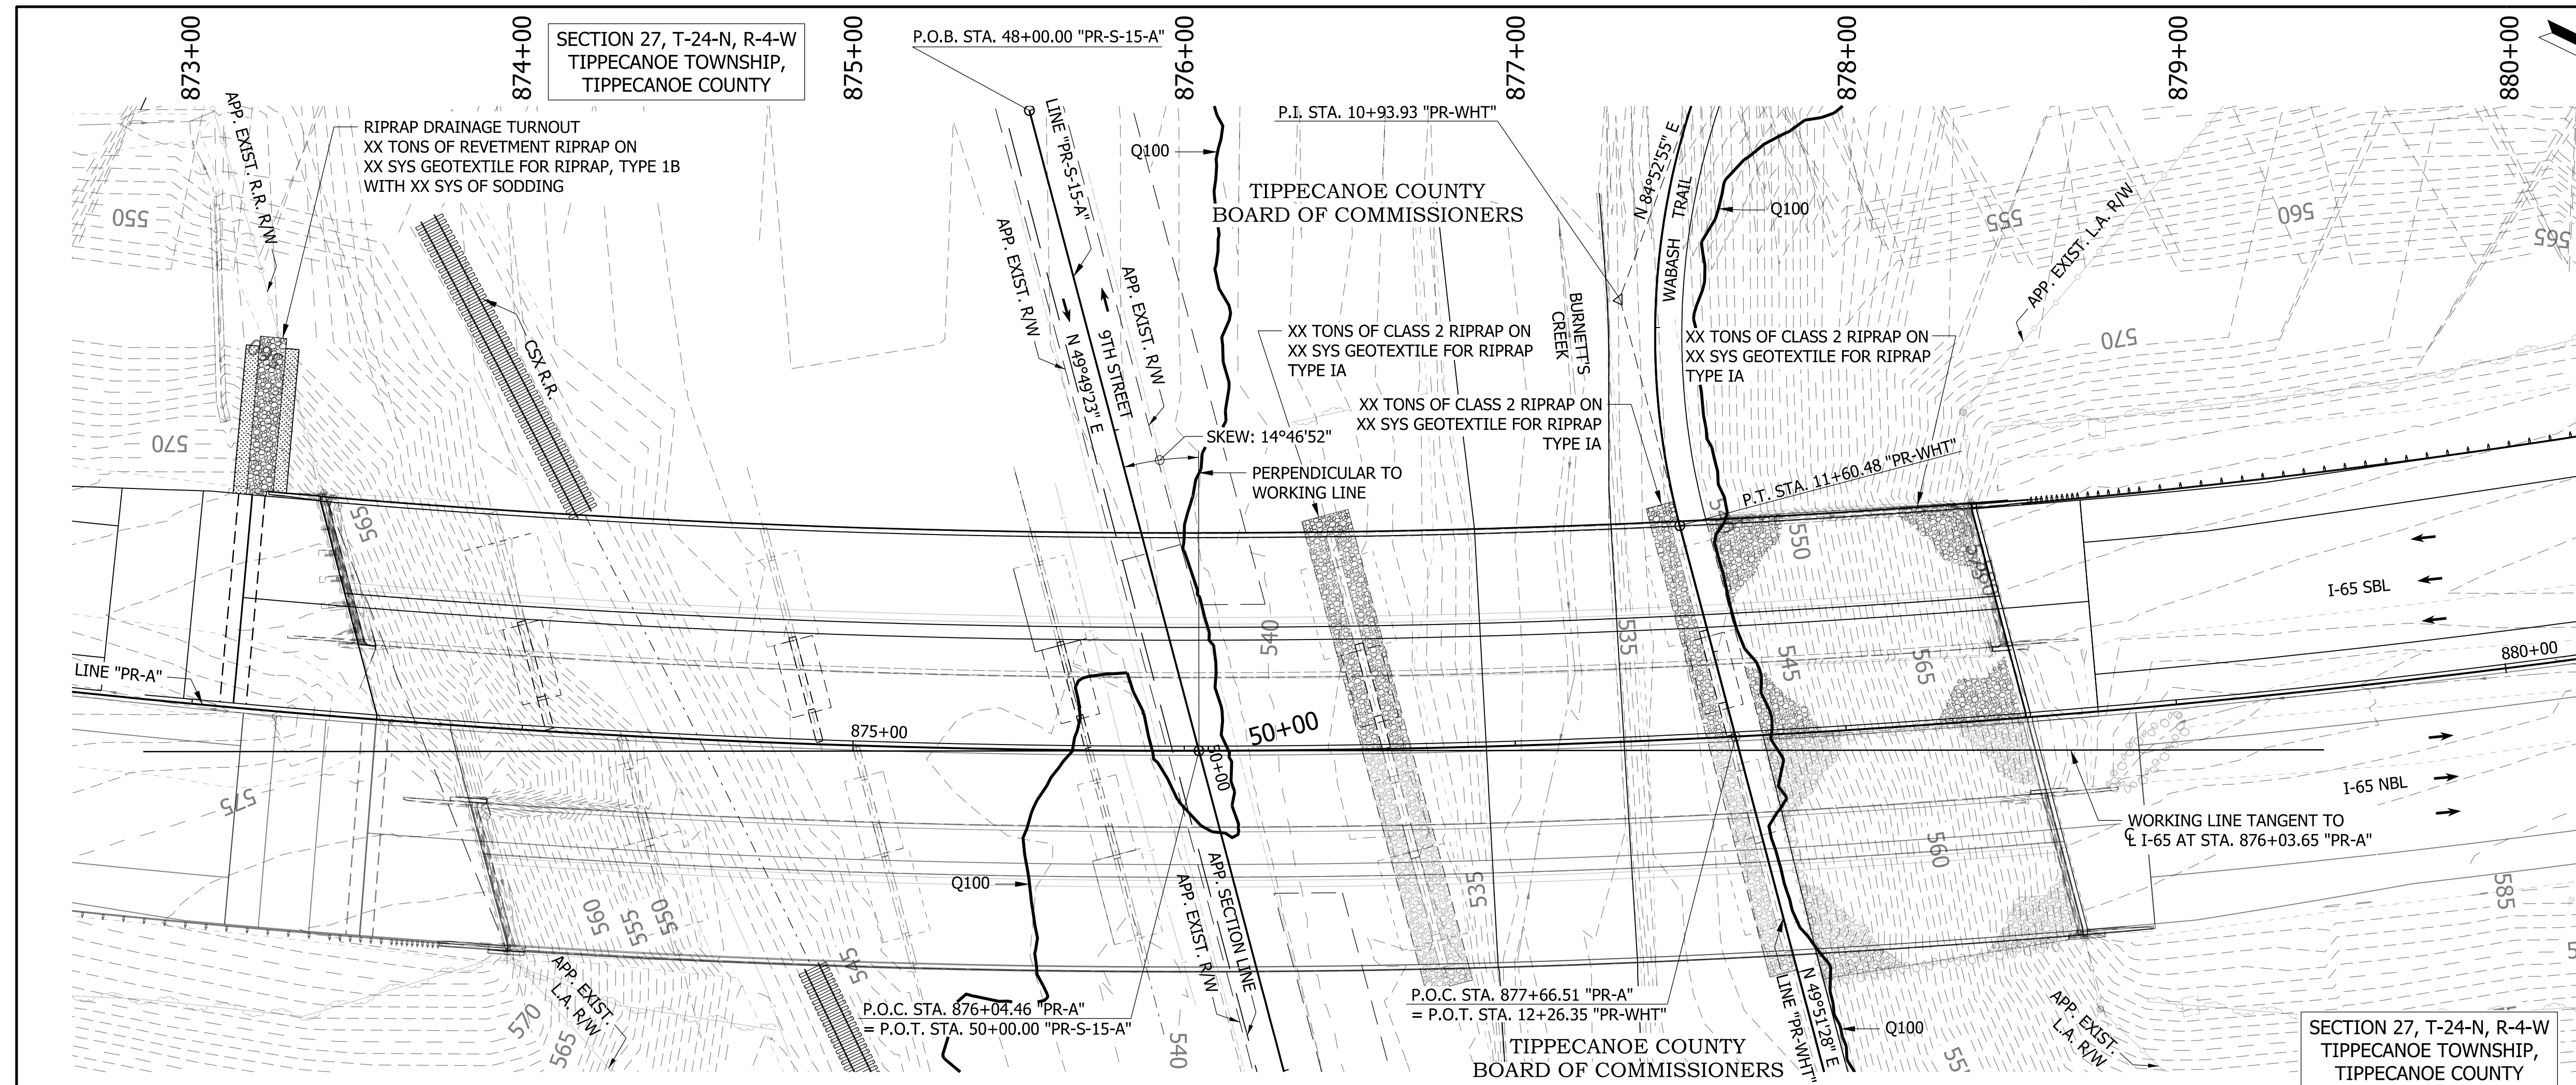 873+00
874+00
875+00
876+00
877+00
878+00
879+00
880+00
SECTION 27, T-24-N, R-4-W
TIPPECANOE TOWNSHIP,
TIPPECANOE COUNTY
P.O.B. STA. 48+00.00 "PR-S-15-A"
APP. EXIST. R.R. R/W
RIPRAP DRAINAGE TURNOUT
XX TONS OF REVETMENT RIPRAP ON
XX SYS GEOTEXTILE FOR RIPRAP, TYPE 1B
WITH XX SYS OF SODDING
LINE "PR-S-15-A"
Q100
P.I. STA. 10+93.93 "PR-WHT"
TIPPECANOE COUNTY
BOARD OF COMMISSIONERS
N 84°52'55" E
WABASH TRAIL
Q100
550
555
560
565
APP. EXIST. L.A. R/W
APP. EXIST. R/W
APP. EXIST. R/W
9TH STREET
N 49°49'23" E
CSX R.R.
BURNETT'S
CREEK
XX TONS OF CLASS 2 RIPRAP ON
XX SYS GEOTEXTILE FOR RIPRAP
TYPE IA
XX TONS OF CLASS 2 RIPRAP ON
XX SYS GEOTEXTILE FOR RIPRAP
TYPE IA
XX TONS OF CLASS 2 RIPRAP ON
XX SYS GEOTEXTILE FOR RIPRAP
TYPE IA
570
570
SKEW: 14°46'52"
PERPENDICULAR TO
WORKING LINE
P.T. STA. 11+60.48 "PR-WHT"
565
550
I-65 SBL
540
535
545
565
LINE "PR-A"
880+00
875+00
50+00
50+00
575
I-65 NBL
WORKING LINE TANGENT TO
℄ I-65 AT STA. 876+03.65 "PR-A"
560
Q100
APP. SECTION LINE
APP. EXIST. R/W
535
585
560
555
550
545
APP. EXIST.
L.A. R/W
570
565
P.O.C. STA. 876+04.46 "PR-A"
= P.O.T. STA. 50+00.00 "PR-S-15-A"
540
P.O.C. STA. 877+66.51 "PR-A"
= P.O.T. STA. 12+26.35 "PR-WHT"
TIPPECANOE COUNTY
BOARD OF COMMISSIONERS
LINE "PR-WHT"
N 49°51'28" E
Q100
APP. EXIST.
L.A. R/W
SECTION 27, T-24-N, R-4-W
TIPPECANOE TOWNSHIP,
TIPPECANOE COUNTY